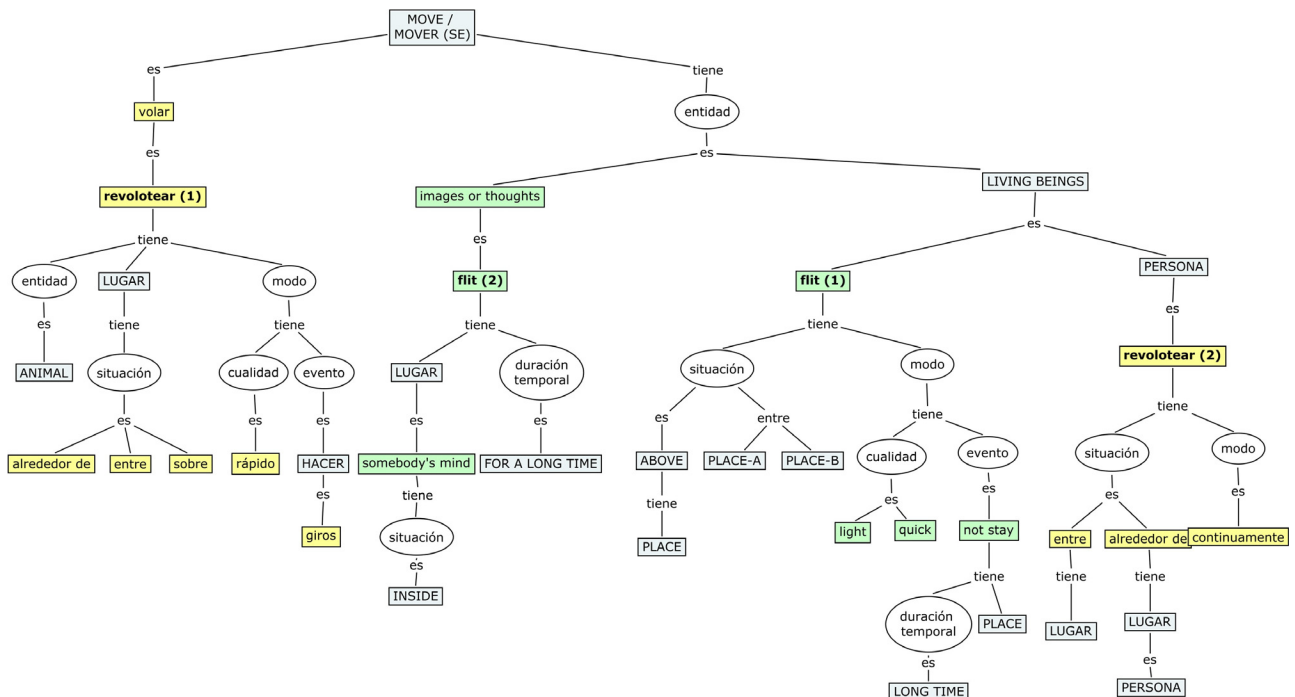 MOVE /
MOVER (SE)
es
tiene
volar
entidad
es
es
revolotear (1)
images or thoughts
LIVING BEINGS
tiene
es
es
entidad
LUGAR
modo
flit (2)
flit (1)
PERSONA
es
tiene
tiene
tiene
tiene
es
ANIMAL
situación
cualidad
evento
LUGAR
duración
temporal
situación
modo
revolotear (2)
es
es
es
es
es
es
entre
tiene
tiene
alrededor de
entre
sobre
rápido
HACER
somebody's mind
FOR A LONG TIME
ABOVE
PLACE-A
PLACE-B
cualidad
evento
situación
modo
es
tiene
tiene
es
es
es
es
giros
situación
light
quick
not stay
entre
alrededor de
continuamente
PLACE
es
tiene
tiene
tiene
INSIDE
duración
temporal
PLACE
LUGAR
LUGAR
es
es
LONG TIME
PERSONA